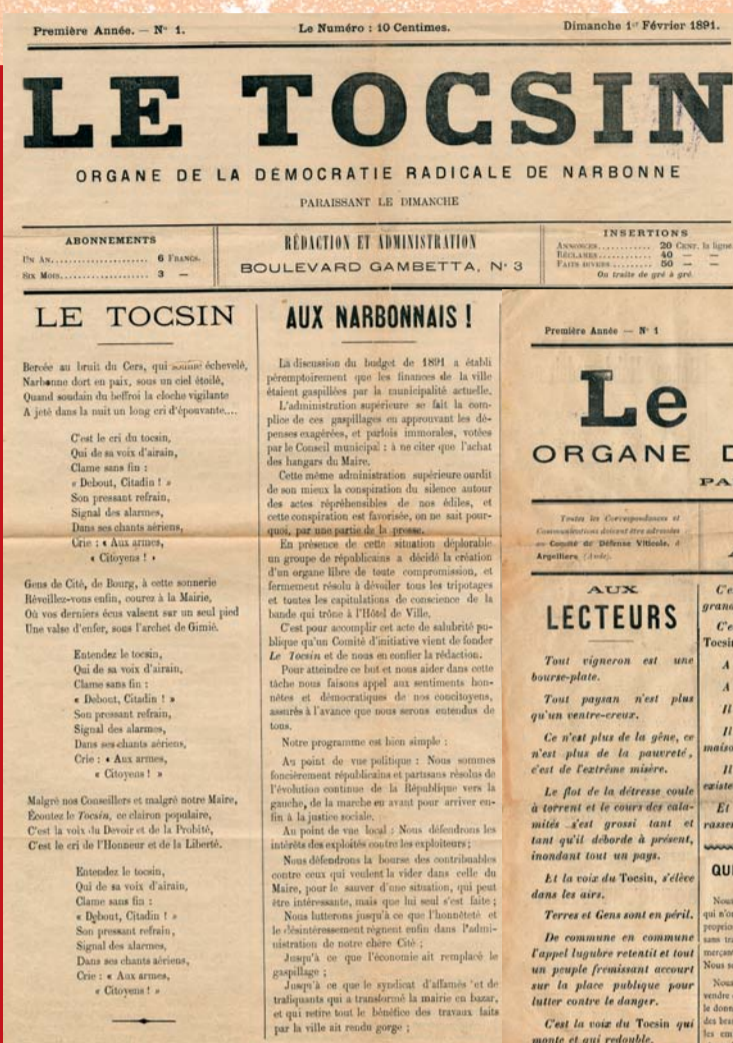 Première Année. — N° 1.
Le Numéro : 10 Centimes.
Dimanche 1er Février 1891.
LE TOCSIN
ORGANE DE LA DÉMOCRATIE RADICALE DE NARBONNE
PARAISSANT LE DIMANCHE
ABONNEMENTS
UN AN.................... 6 FRANCS.
SIX MOIS.................. 3 —
RÉDACTION ET ADMINISTRATION
BOULEVARD GAMBETTA, N° 3
INSERTIONS
ANNONCES............ 20 CENT. la ligne
RÉCLAMES............ 40 — —
FAITS DIVERS......... 50 — —
On traite de gré à gré.
LE TOCSIN
Bercée au bruit du Cers, qui souffle échevelé,
Narbonne dort en paix, sous un ciel étoilé,
Quand soudain du beffroi la cloche vigilante
A jeté dans la nuit un long cri d'épouvante....
C'est le cri du tocsin,
Qui de sa voix d'airain,
Clame sans fin :
« Debout, Citadin ! »
Son pressant refrain,
Signal des alarmes,
Dans ses chants aériens,
Crie : « Aux armes,
« Citoyens ! »
Gens de Cité, de Bourg, à cette sonnerie
Réveillez-vous enfin, courez à la Mairie,
Où vos derniers écus valsent sur un seul pied
Une valse d'enfer, sous l'archet de Gimié.
Entendez le tocsin,
Qui de sa voix d'airain,
Clame sans fin :
« Debout, Citadin ! »
Son pressant refrain,
Signal des alarmes,
Dans ses chants aériens,
Crie : « Aux armes,
« Citoyens ! »
Malgré nos Conseillers et malgré notre Maire,
Écoutez le Tocsin, ce clairon populaire,
C'est la voix du Devoir et de la Probité,
C'est le cri de l'Honneur et de la Liberté.
Entendez le tocsin,
Qui de sa voix d'airain,
Clame sans fin :
« Debout, Citadin ! »
Son pressant refrain,
Signal des alarmes,
Dans ses chants aériens,
Crie : « Aux armes,
« Citoyens ! »
AUX NARBONNAIS !
La discussion du budget de 1891 a établi
péremptoirement que les finances de la ville
étaient gaspillées par la municipalité actuelle.
L'administration supérieure se fait la com-
plice de ces gaspillages en approuvant les dé-
penses exagérées, et parfois immorales, votées
par le Conseil municipal : à ne citer que l'achat
des hangars du Maire.
Cette même administration supérieure ourdit
de son mieux la conspiration du silence autour
des actes répréhensibles de nos édiles, et
cette conspiration est favorisée, on ne sait pour-
quoi, par une partie de la presse.
En présence de cette situation déplorable
un groupe de républicains a décidé la création
d'un organe libre de toute compromission, et
fermement résolu à dévoiler tous les tripotages
et toutes les capitulations de conscience de la
bande qui trône à l'Hôtel de Ville.
C'est pour accomplir cet acte de salubrité pu-
blique qu'un Comité d'initiative vient de fonder
Le Tocsin et de nous en confier la rédaction.
Pour atteindre ce but et nous aider dans cette
tâche nous faisons appel aux sentiments hon-
nêtes et démocratiques de nos concitoyens,
assurés à l'avance que nous serons entendus de
tous.
Notre programme est bien simple :
Au point de vue politique : Nous sommes
foncièrement républicains et partisans résolus de
l'évolution continue de la République vers la
gauche, de la marche en avant pour arriver en-
fin à la justice sociale.
Au point de vue local : Nous défendrons les
intérêts des exploités contre les exploiteurs ;
Nous défendrons la bourse des contribuables
contre ceux qui veulent la vider dans celle du
Maire, pour le sauver d'une situation, qui peut
être intéressante, mais que lui seul s'est faite ;
Nous lutterons jusqu'à ce que l'honnêteté et
le désintéressement règnent enfin dans l'admi-
nistration de notre chère Cité ;
Jusqu'à ce que l'économie ait remplacé le
gaspillage ;
Jusqu'à ce que le syndicat d'affamés et de
trafiquants qui a transformé la mairie en bazar,
et qui retire tout le bénéfice des travaux faits
par la ville ait rendu gorge ;
Première Année — N° 1
Le
ORGANE D
PA
Toutes les Correspondances et
Communications doivent être adressées
au Comité de Défense Viticole, à
Argelliers (Aude).
AUX
LECTEURS
Tout vigneron est une
bourse-plate.
Tout paysan n'est plus
qu'un ventre-creux.
Ce n'est plus de la gêne, ce
n'est plus de la pauvreté,
c'est de l'extrême misère.
Le flot de la détresse coule
à torrent et le cours des cala-
mités s'est grossi tant et
tant qu'il déborde à présent,
inondant tout un pays.
Et la voix du Tocsin, s'élève
dans les airs.
Terres et Gens sont en péril.
De commune en commune
l'appel lugubre retentit et tout
un peuple frémissant accourt
sur la place publique pour
lutter contre le danger.
C'est la voix du Tocsin qui
monte et qui redouble.
C'e
gran
C'e
Tocsin
A
A
Il
Il
maiso
Il
existe
Et
rasse
QU
Nous
qui n'on
proprio
sans tra
merçan
Nous s
Nous
vendre
le donn
des bea
les em